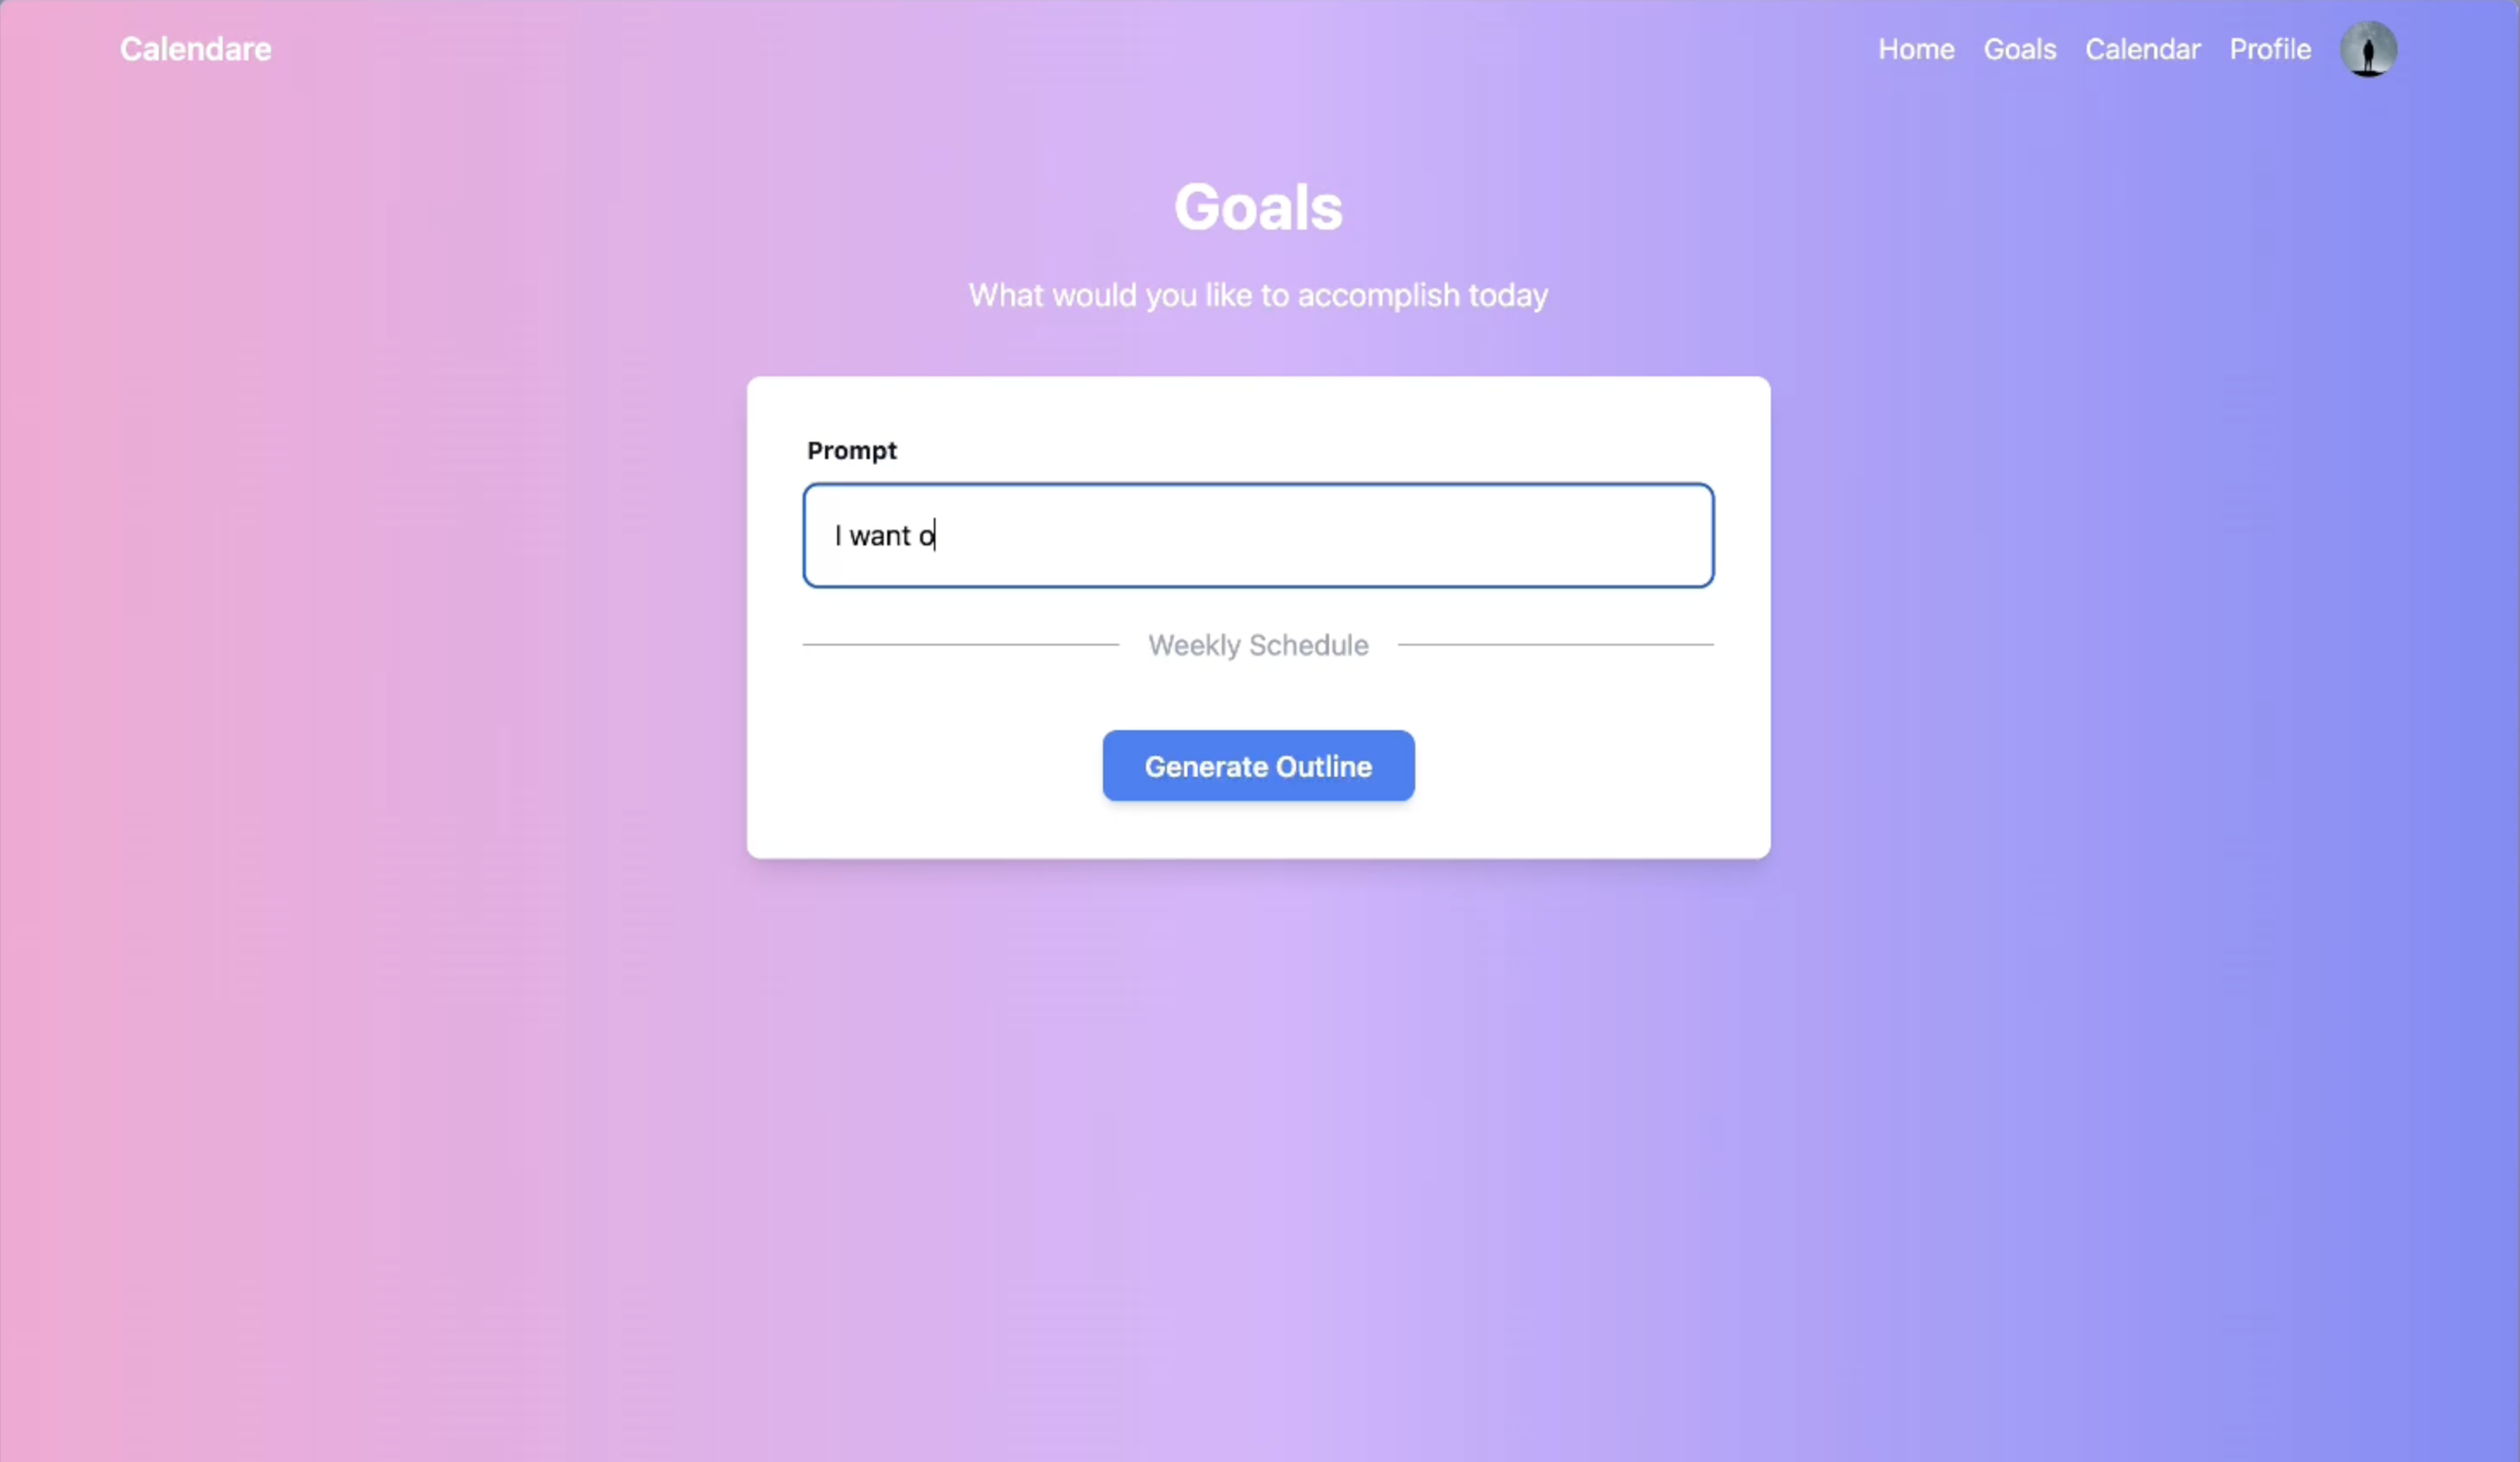 Calendare
Home Goals Calendar Profile
Goals
What would you like to accomplish today
Prompt
I want o
Weekly Schedule
Generate Outline